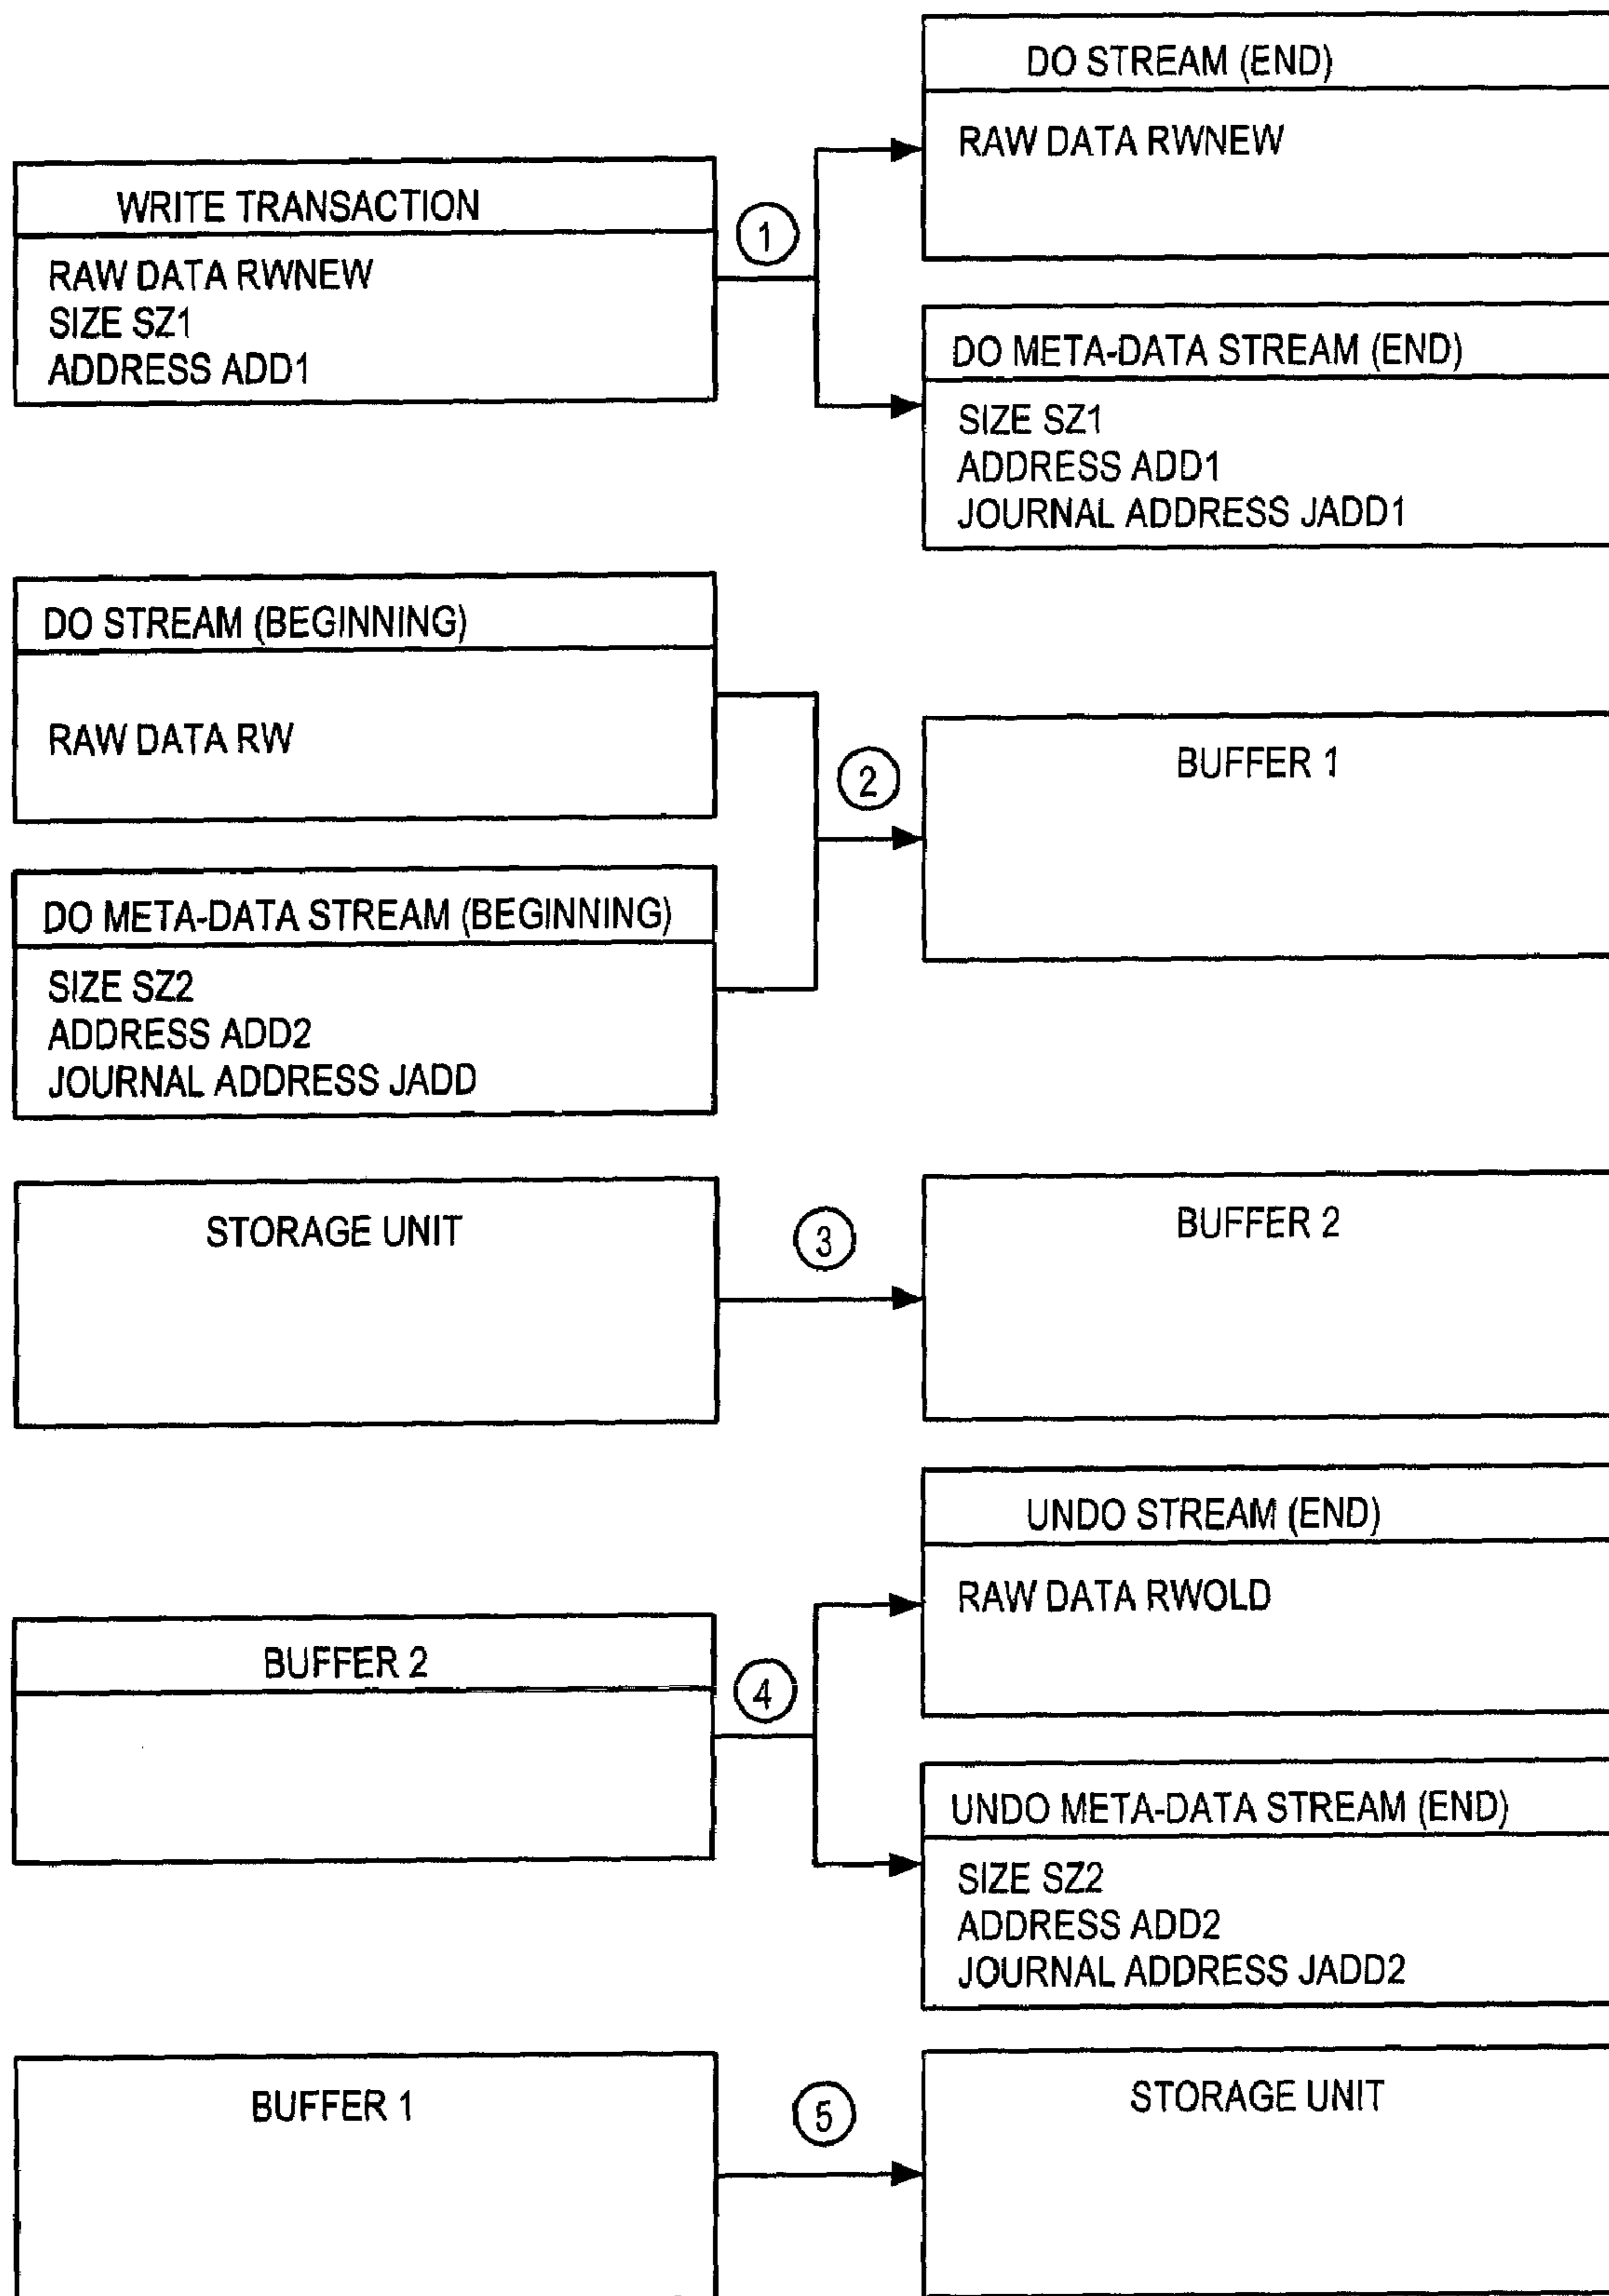 DO STREAM (END)
RAW DATA RWNEW
WRITE TRANSACTION
RAW DATA RWNEW
SIZE SZ1
ADDRESS ADD1
1
DO META-DATA STREAM (END)
SIZE SZ1
ADDRESS ADD1
JOURNAL ADDRESS JADD1
DO STREAM (BEGINNING)
RAW DATA RW
DO META-DATA STREAM (BEGINNING)
SIZE SZ2
ADDRESS ADD2
JOURNAL ADDRESS JADD
2
BUFFER 1
STORAGE UNIT
3
BUFFER 2
BUFFER 2
4
UNDO STREAM (END)
RAW DATA RWOLD
UNDO META-DATA STREAM (END)
SIZE SZ2
ADDRESS ADD2
JOURNAL ADDRESS JADD2
BUFFER 1
5
STORAGE UNIT